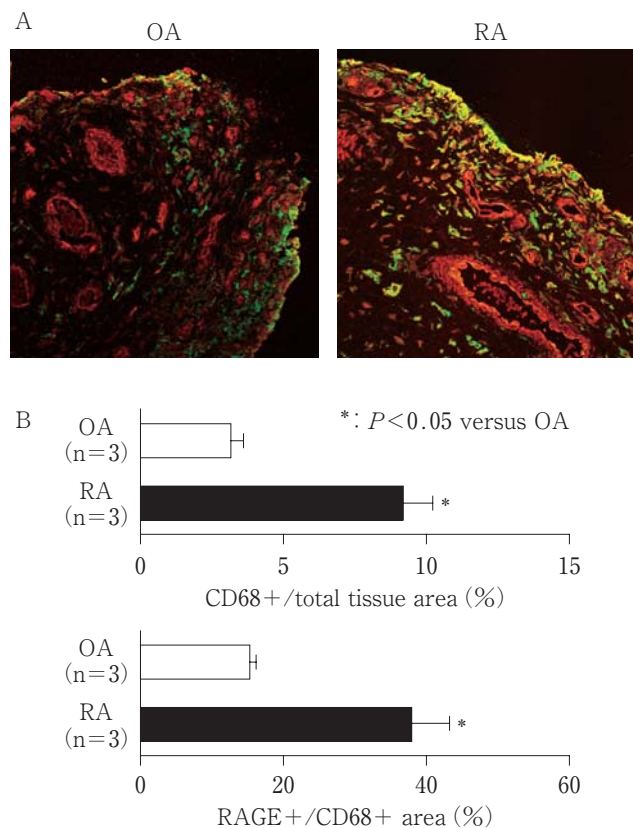 A
OA
RA
B
OA
(n=3)
*: P<0.05 versus OA
RA
(n=3)
*
0
5
10
15
CD68+/total tissue area (%)
OA
(n=3)
RA
(n=3)
*
0
20
40
60
RAGE+/CD68+ area (%)